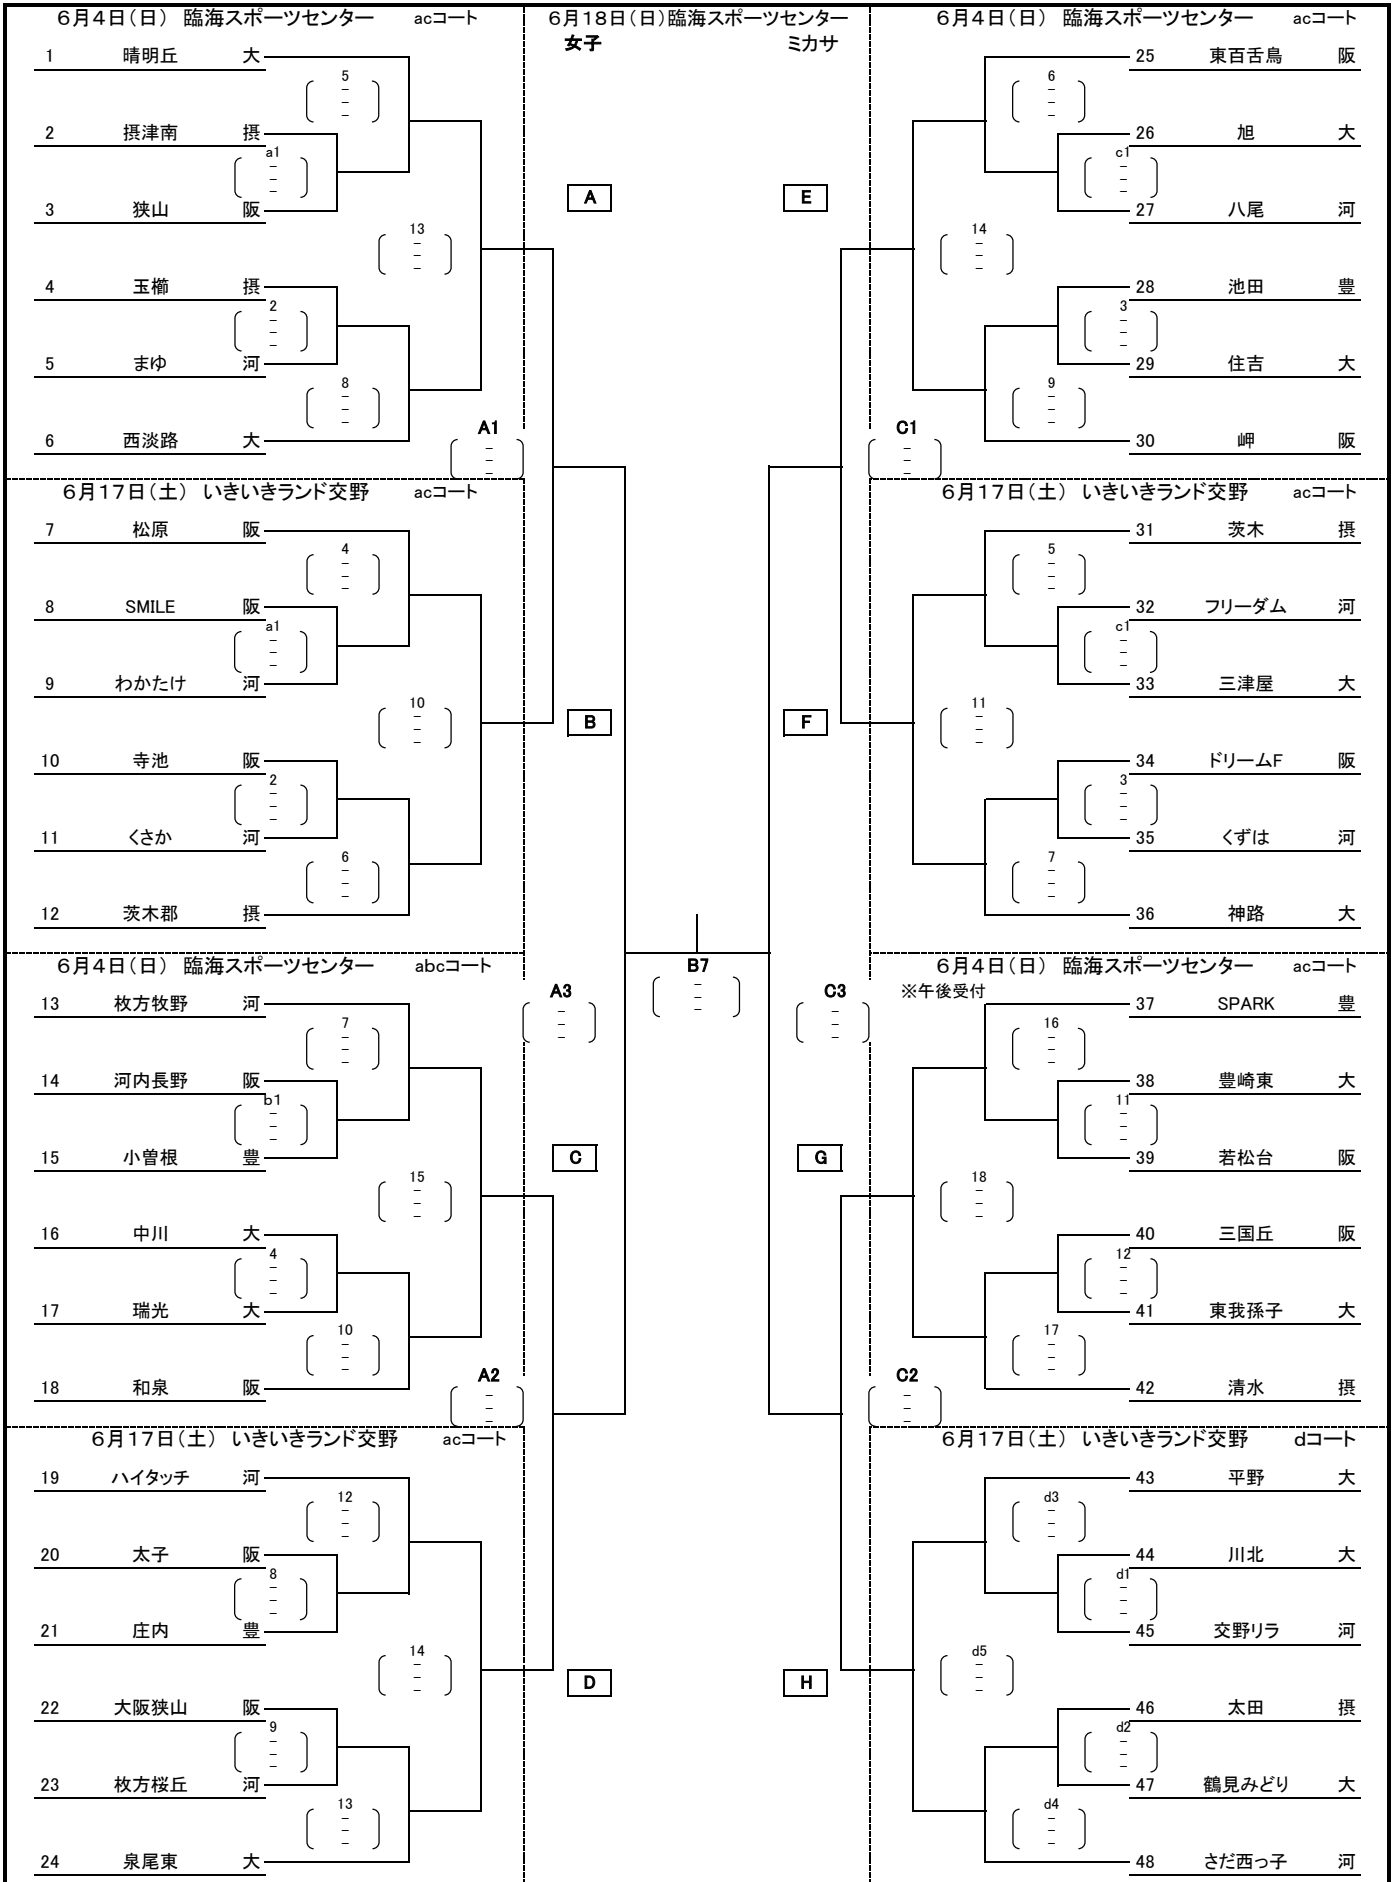 6月4日(日) 臨海スポーツセンター acコート
1 晴明丘 大
5
2 摂津南 摂
a1
3 狭山 阪
13
4 玉櫛 摂
2
5 まゆ 河
8
6 西淡路 大
A1
6月17日(土) いきいきランド交野 acコート
7 松原 阪
4
8 SMILE 阪
a1
9 わかたけ 河
10
10 寺池 阪
2
11 くさか 河
6
12 茨木郡 摂
6月4日(日) 臨海スポーツセンター abcコート
13 枚方牧野 河
7
14 河内長野 阪
b1
15 小曽根 豊
15
16 中川 大
4
17 瑞光 大
10
18 和泉 阪
A2
6月17日(土) いきいきランド交野 acコート
19 ハイタッチ 河
12
20 太子 阪
8
21 庄内 豊
14
22 大阪狭山 阪
9
23 枚方桜丘 河
13
24 泉尾東 大
6月18日(日)臨海スポーツセンター
女子 ミカサ
A E
B F
B7
A3 C3
C G
D H
6月4日(日) 臨海スポーツセンター acコート
25 東百舌鳥 阪
6
26 旭 大
c1
27 八尾 河
14
28 池田 豊
3
29 住吉 大
9
30 岬 阪
C1
6月17日(土) いきいきランド交野 acコート
31 茨木 摂
5
32 フリーダム 河
c1
33 三津屋 大
11
34 ドリームF 阪
3
35 くずは 河
7
36 神路 大
6月4日(日) 臨海スポーツセンター acコート
※午後受付
37 SPARK 豊
16
38 豊崎東 大
11
39 若松台 阪
18
40 三国丘 阪
12
41 東我孫子 大
17
42 清水 摂
C2
6月17日(土) いきいきランド交野 dコート
43 平野 大
d3
44 川北 大
d1
45 交野リラ 河
d5
46 太田 摂
d2
47 鶴見みどり 大
d4
48 さだ西っ子 河